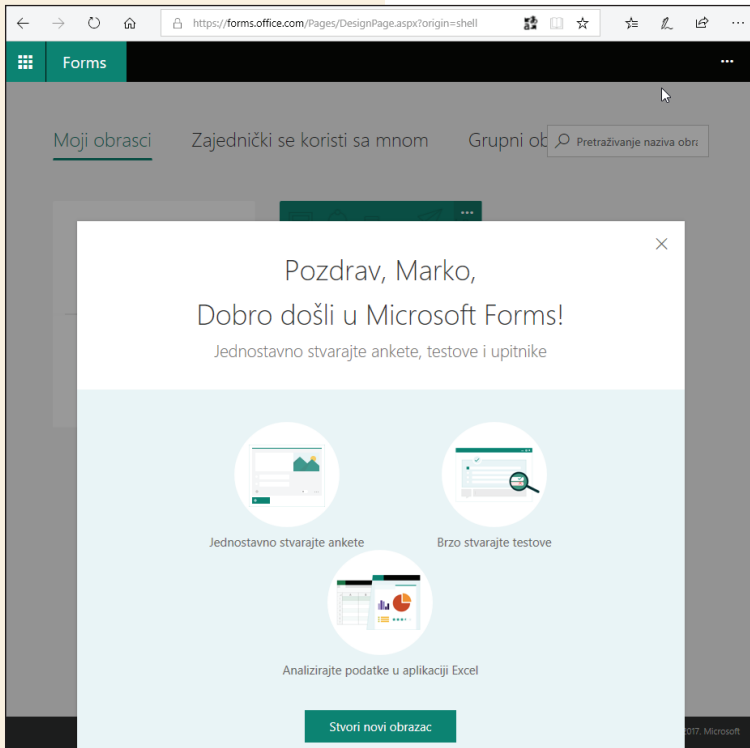 https://forms.office.com/Pages/DesignPage.aspx?origin=shell
Forms
Moji obrasci
Zajednički se koristi sa mnom
Grupni ob
Pretraživanje naziva obra
Pozdrav, Marko,
Dobro došli u Microsoft Forms!
Jednostavno stvarajte ankete, testove i upitnike
Jednostavno stvarajte ankete
Brzo stvarajte testove
Analizirajte podatke u aplikaciji Excel
Stvori novi obrazac
2017. Microsoft